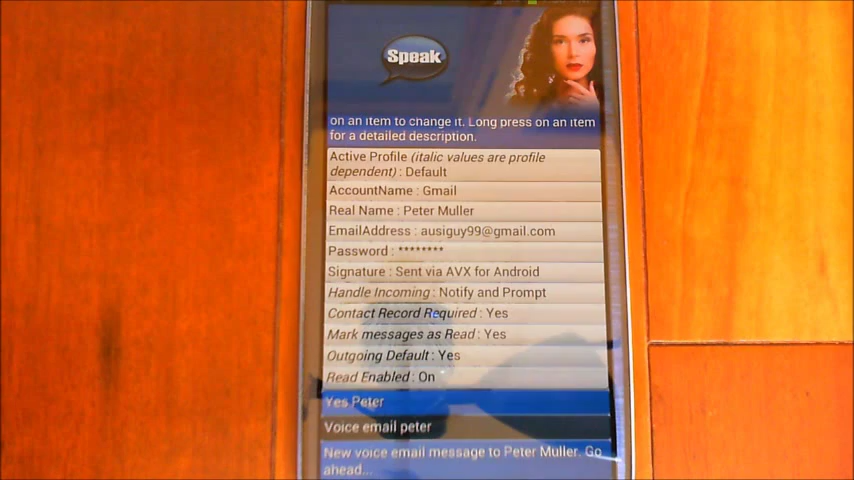 Speak
on an item to change it. Long press on an item
for a detailed description.
Active Profile (italic values are profile
dependent) : Default
AccountName : Gmail
Real Name : Peter Muller
EmailAddress : ausiguy99@gmail.com
Password : ********
Signature : Sent via AVX for Android
Handle Incoming : Notify and Prompt
Contact Record Required : Yes
Mark messages as Read : Yes
Outgoing Default : Yes
Read Enabled : On
Yes Peter
Voice email peter
New voice email message to Peter Muller. Go
ahead...